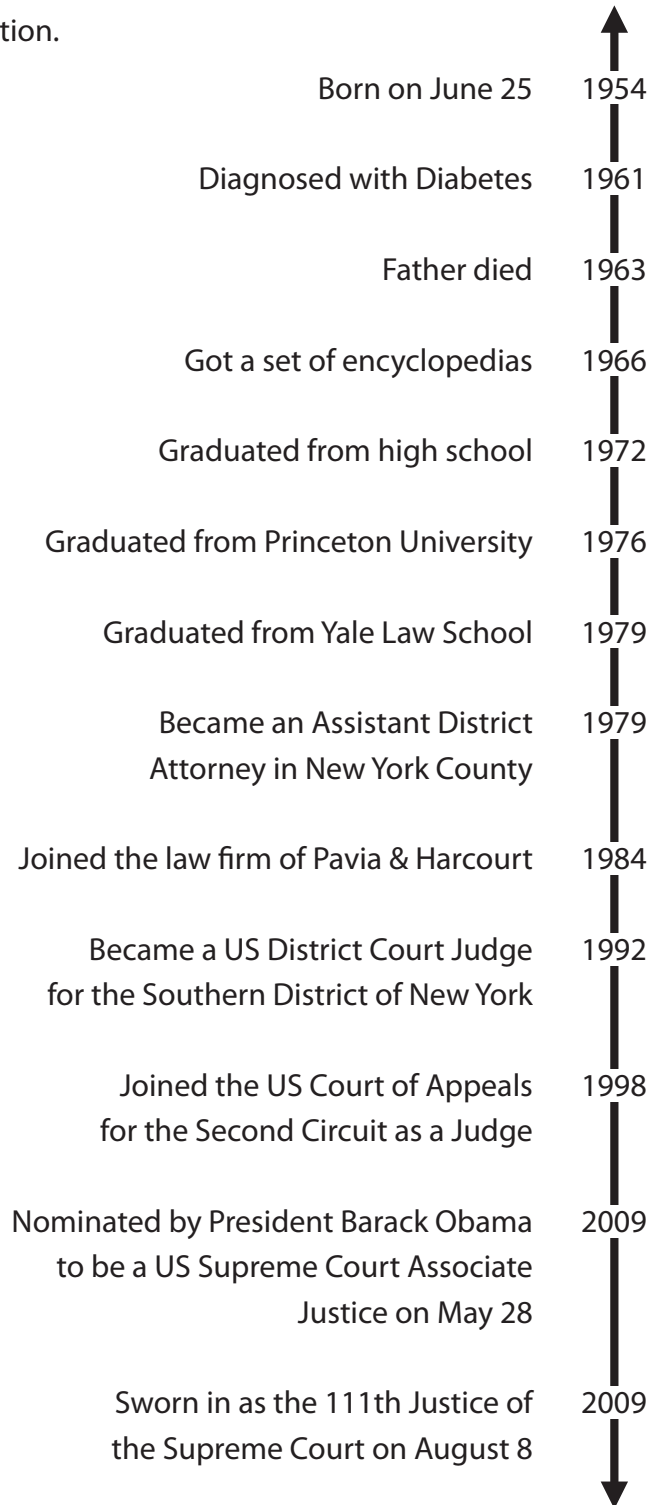 tion.
Born on June 25 1954
Diagnosed with Diabetes 1961
Father died 1963
Got a set of encyclopedias 1966
Graduated from high school 1972
Graduated from Princeton University 1976
Graduated from Yale Law School 1979
Became an Assistant District 1979
Attorney in New York County
Joined the law firm of Pavia & Harcourt 1984
Became a US District Court Judge 1992
for the Southern District of New York
Joined the US Court of Appeals 1998
for the Second Circuit as a Judge
Nominated by President Barack Obama 2009
to be a US Supreme Court Associate
Justice on May 28
Sworn in as the 111th Justice of 2009
the Supreme Court on August 8